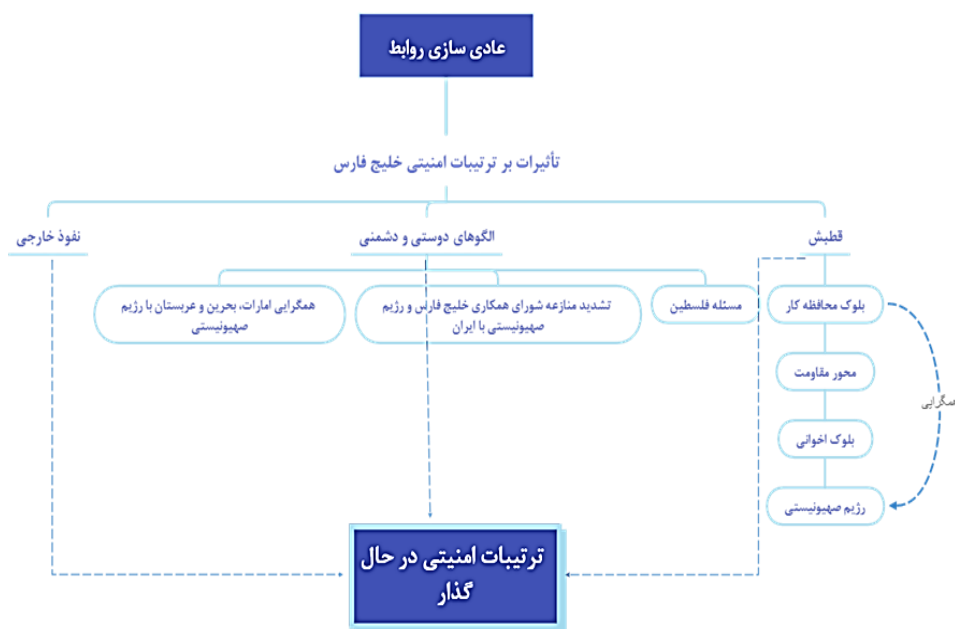 عادی سازی روابط
تأثیرات بر ترتیبات امنیتی خلیج فارس
قطبش
الگوهای دوستی و دشمنی
نفوذ خارجی
بلوک محافظه کار
مسئله فلسطین
تشدید منازعه شورای همکاری خلیج فارس و رژیم
صهیونیستی با ایران
همگرایی امارات، بحرین و عربستان با رژیم
صهیونیستی
محور مقاومت
همگرایی
بلوک اخوانی
رژیم صهیونیستی
ترتیبات امنیتی در حال
گذار